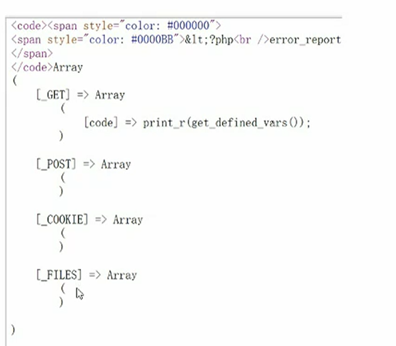 <code><span style="color: #000000">
<span style="color: #0000BB">&lt;?php<br />error_report
</span>
</code>Array
(
    [_GET] => Array
        (
            [code] => print_r(get_defined_vars());
        )

    [_POST] => Array
        (
        )

    [_COOKIE] => Array
        (
        )

    [_FILES] => Array
        (
        )

)